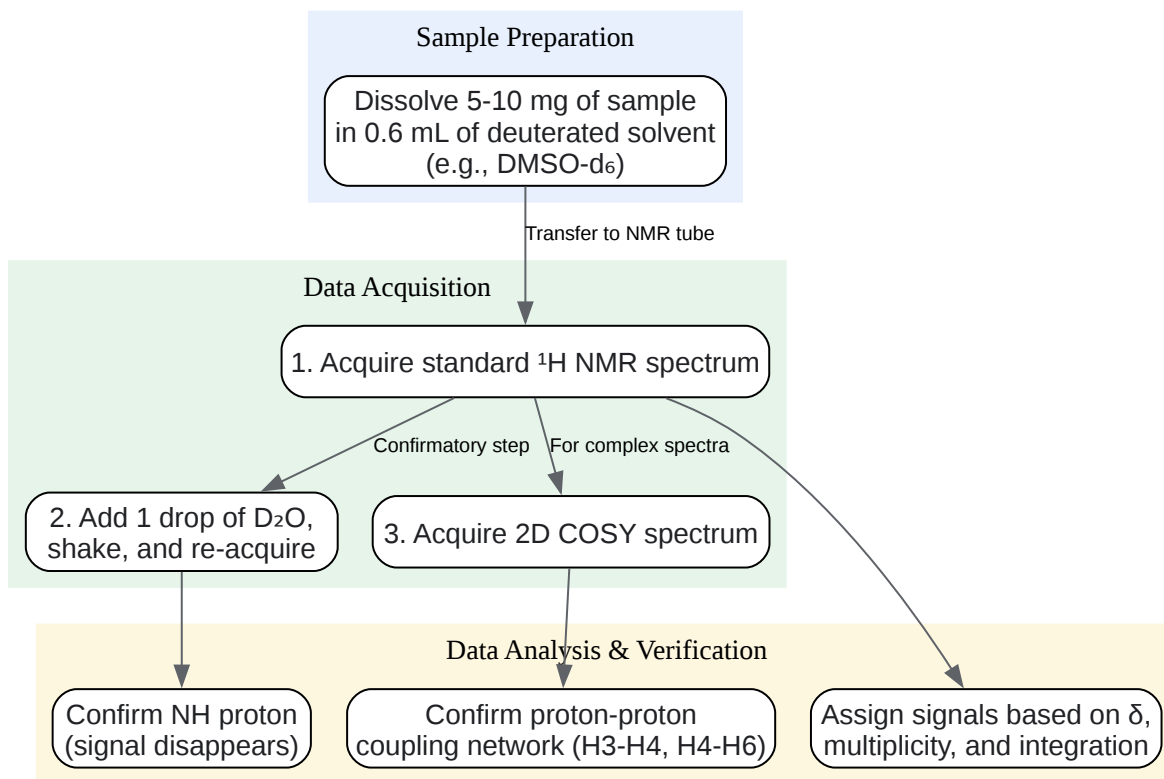 Sample Preparation
Dissolve 5-10 mg of sample
in 0.6 mL of deuterated solvent
(e.g., DMSO-d₆)
Transfer to NMR tube
Data Acquisition
1. Acquire standard ¹H NMR spectrum
Confirmatory step
For complex spectra
2. Add 1 drop of D₂O,
shake, and re-acquire
3. Acquire 2D COSY spectrum
Data Analysis & Verification
Confirm NH proton
(signal disappears)
Confirm proton-proton
coupling network (H3-H4, H4-H6)
Assign signals based on δ,
multiplicity, and integration